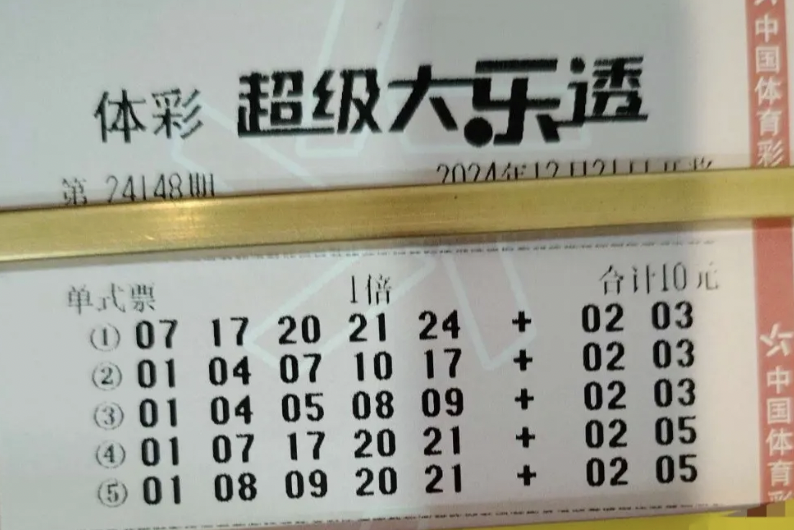 体彩 超级大乐透
第 24148期 2024年12月21日开奖
单式票 1倍 合计10元
① 07 17 20 21 24 + 02 03
② 01 04 07 10 17 + 02 03
③ 01 04 05 08 09 + 02 03
④ 01 07 17 20 21 + 02 05
⑤ 01 08 09 20 21 + 02 05
中国体育彩
中国体育彩